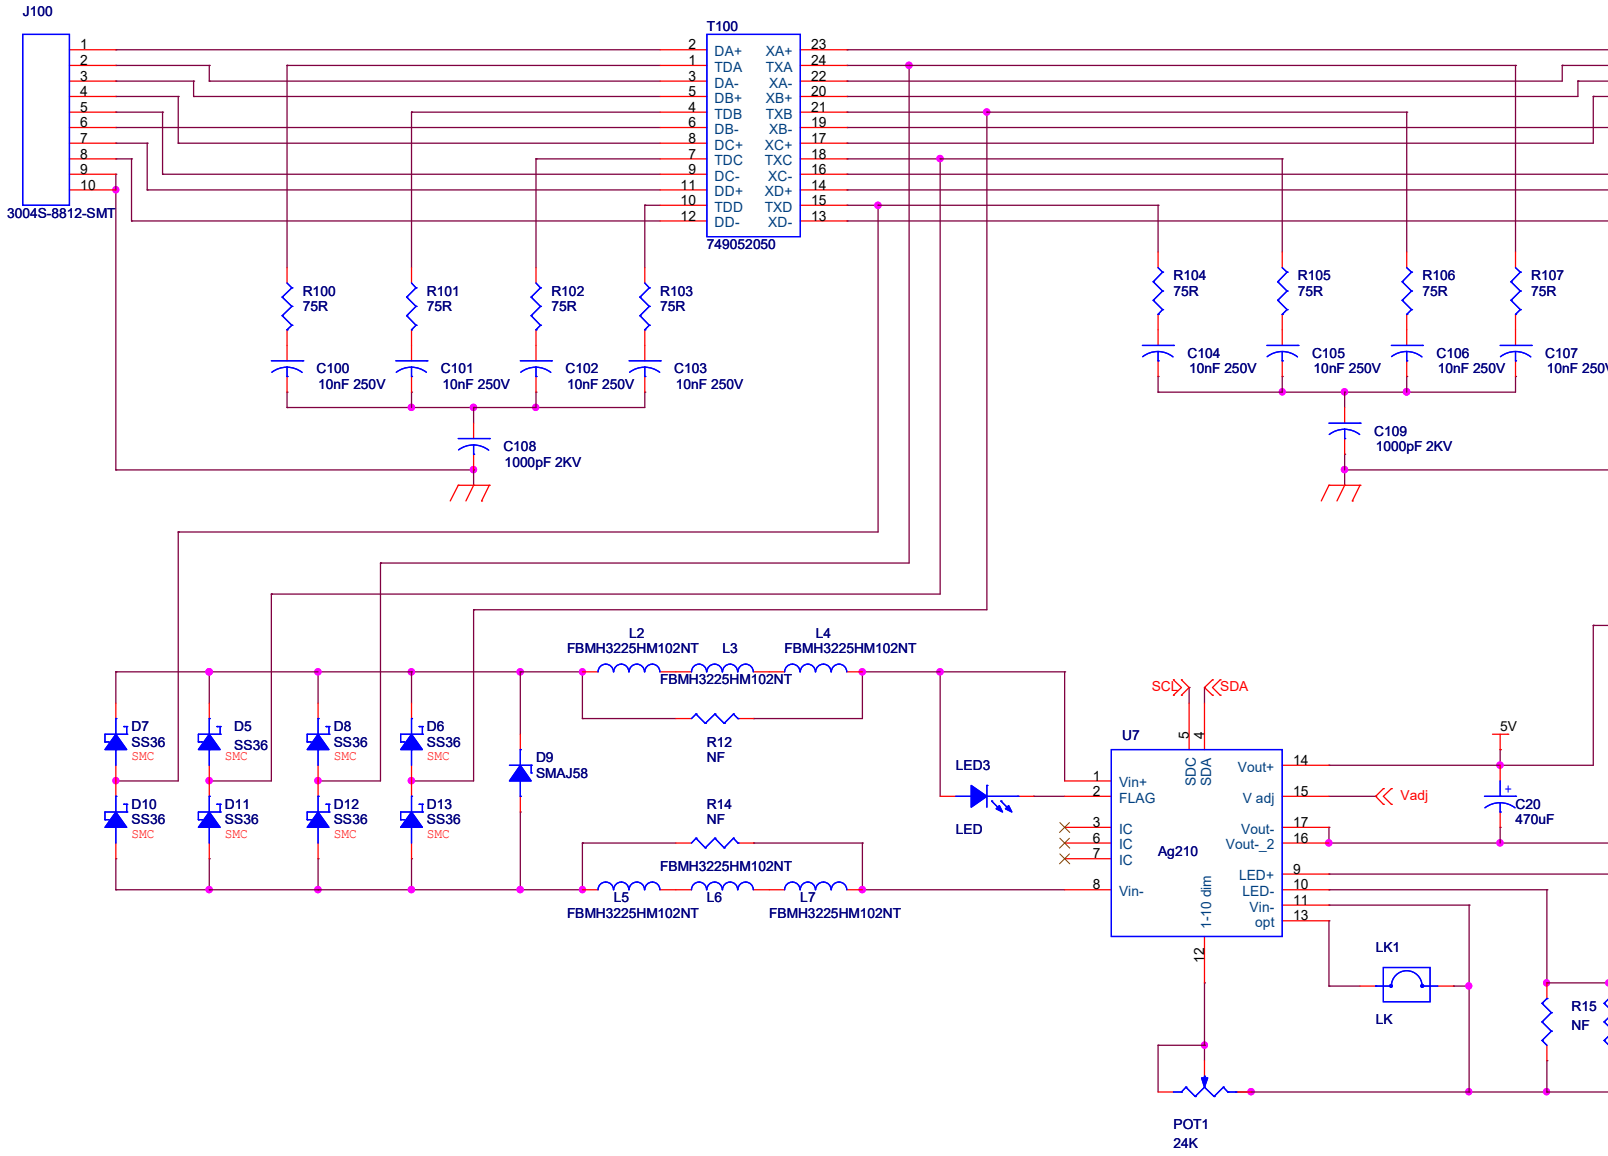 J100
1
2
3
4
5
6
7
8
9
10
3004S-8812-SMT
T100
2 DA+ XA+ 23
1 TDA TXA 24
3 DA- XA- 22
5 DB+ XB+ 20
4 TDB TXB 21
6 DB- XB- 19
8 DC+ XC+ 17
7 TDC TXC 18
9 DC- XC- 16
11 DD+ XD+ 14
10 TDD TXD 15
12 DD- XD- 13
749052050
R100
75R
R101
75R
R102
75R
R103
75R
R104
75R
R105
75R
R106
75R
R107
75R
C100
10nF 250V
C101
10nF 250V
C102
10nF 250V
C103
10nF 250V
C104
10nF 250V
C105
10nF 250V
C106
10nF 250V
C107
10nF 250V
C108
1000pF 2KV
C109
1000pF 2KV
L2
FBMH3225HM102NT
L3
FBMH3225HM102NT
L4
FBMH3225HM102NT
R12
NF
D7
SS36
SMC
D5
SS36
SMC
D8
SS36
SMC
D6
SS36
SMC
D9
SMAJ58
D10
SS36
SMC
D11
SS36
SMC
D12
SS36
SMC
D13
SS36
SMC
R14
NF
FBMH3225HM102NT
L5
L6
L7
FBMH3225HM102NT
FBMH3225HM102NT
LED3
LED
SCL
SDA
U7
5
4
SDC
SDA
1 Vin+
2 FLAG
3 IC
6 IC
7 IC
8 Vin-
Ag210
1-10 dim
12
Vout+ 14
V adj 15
Vout- 17
Vout-_2 16
LED+ 9
LED- 10
Vin- 11
opt 13
Vadj
5V
+
C20
470uF
LK1
LK
R15
NF
POT1
24K